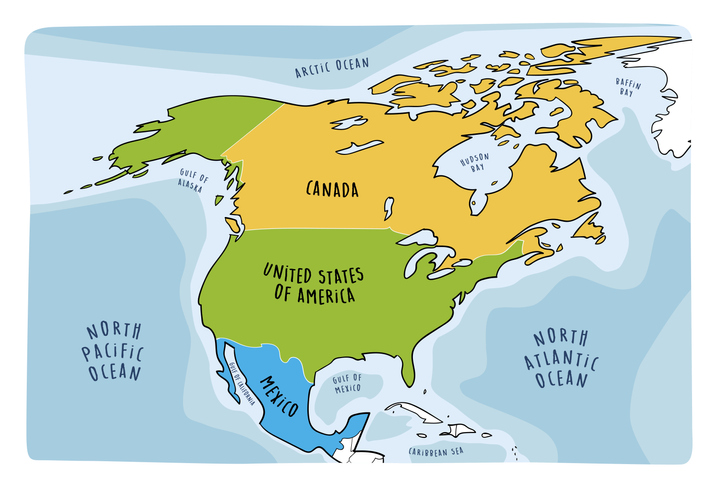 ARCTIC OCEAN
BAFFIN
BAY
HUDSON
BAY
GULF OF
ALASKA
CANADA
UNITED STATES
OF AMERICA
NORTH
PACIFIC
OCEAN
NORTH
ATLANTIC
OCEAN
GULF OF CALIFORNIA
MEXICO
GULF OF
MEXICO
CARIBBEAN SEA